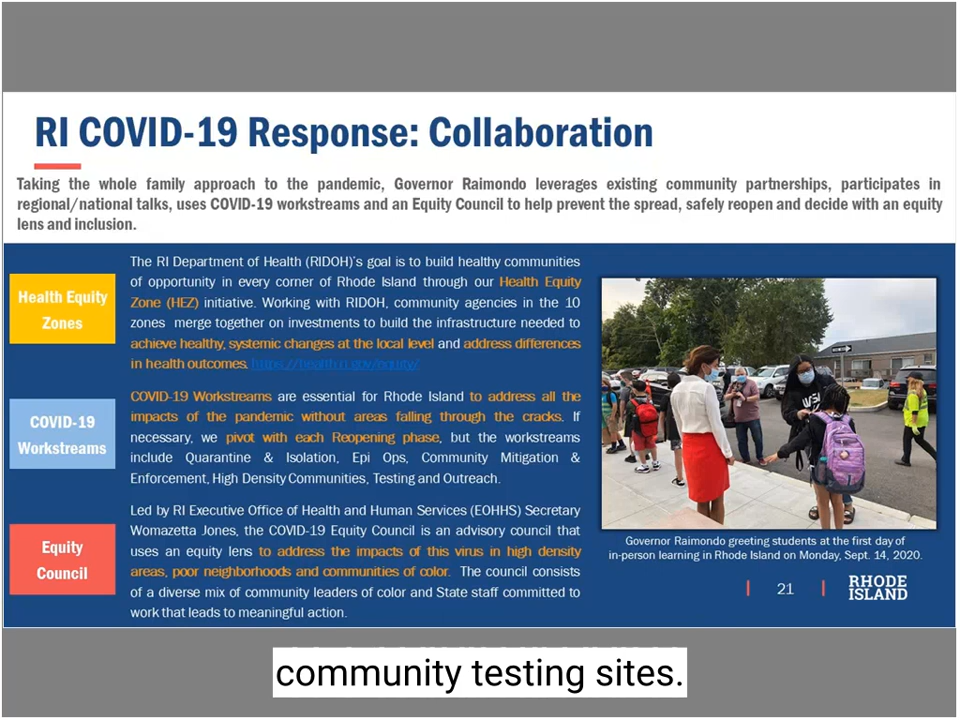 RI COVID-19 Response: Collaboration
Taking the whole family approach to the pandemic, Governor Raimondo leverages existing community partnerships, participates in
regional/national talks, uses COVID-19 workstreams and an Equity Council to help prevent the spread, safely reopen and decide with an equity
lens and inclusion.
Health Equity
Zones
The RI Department of Health (RIDOH)'s goal is to build healthy communities
of opportunity in every corner of Rhode Island through our Health Equity
Zone (HEZ) initiative. Working with RIDOH, community agencies in the 10
zones merge together on investments to build the infrastructure needed to
achieve healthy, systemic changes at the local level and address differences
in health outcomes. https://health.ri.gov/equity/
COVID-19
Workstreams
COVID-19 Workstreams are essential for Rhode Island to address all the
impacts of the pandemic without areas falling through the cracks. If
necessary, we pivot with each Reopening phase, but the workstreams
include Quarantine & Isolation, Epi Ops, Community Mitigation &
Enforcement, High Density Communities, Testing and Outreach.
Equity
Council
Led by RI Executive Office of Health and Human Services (EOHHS) Secretary
Womazetta Jones, the COVID-19 Equity Council is an advisory council that
uses an equity lens to address the impacts of this virus in high density
areas, poor neighborhoods and communities of color. The council consists
of a diverse mix of community leaders of color and State staff committed to
work that leads to meaningful action.
Governor Raimondo greeting students at the first day of
in-person learning in Rhode Island on Monday, Sept. 14, 2020.
21
RHODE
ISLAND
community testing sites.